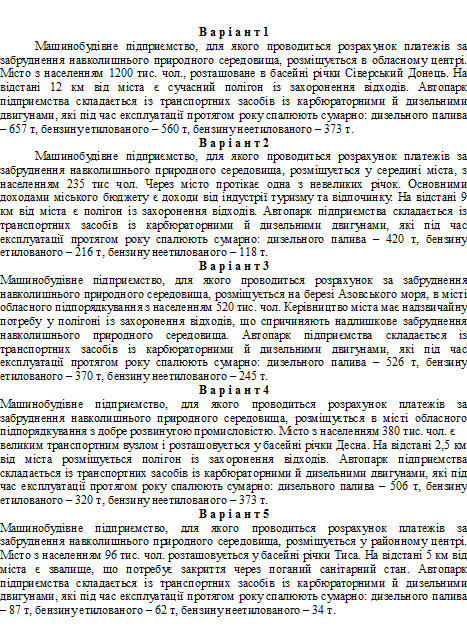 В а р і а н т 1
Машинобудівне підприємство, для якого проводиться розрахунок платежів за
забруднення навколишнього природного середовища, розміщується в обласному центрі.
Місто з населенням 1200 тис. чол., розташоване в басейні річки Сіверський Донець. На
відстані 12 км від міста є сучасний полігон із захоронення відходів. Автопарк
підприємства складається із транспортних засобів із карбюраторними й дизельними
двигунами, які під час експлуатації протягом року спалюють сумарно: дизельного палива
– 657 т, бензину етилованого – 560 т, бензину неетилованого – 373 т.
В а р і а н т 2
Машинобудівне підприємство, для якого проводиться розрахунок платежів за
забруднення навколишнього природного середовища, розміщується у середині міста, з
населенням 235 тис чол. Через місто протікає одна з невеликих річок. Основними
доходами міського бюджету є доходи від індустрії туризму та відпочинку. На відстані 9
км від міста є полігон із захоронення відходів. Автопарк підприємства складається із
транспортних засобів із карбюраторними й дизельними двигунами, які під час
експлуатації протягом року спалюють сумарно: дизельного палива – 420 т, бензину
етилованого – 216 т, бензину неетилованого – 118 т.
В а р і а н т 3
Машинобудівне підприємство, для якого проводиться розрахунок за забруднення
навколишнього природного середовища, розміщується на березі Азовського моря, в місті
обласного підпорядкування з населенням 520 тис. чол. Керівництво міста має надзвичайну
потребу у полігоні із захоронення відходів, що спричиняють надлишкове забруднення
навколишнього природного середовища. Автопарк підприємства складається із
транспортних засобів із карбюраторними й дизельними двигунами, які під час
експлуатації протягом року спалюють сумарно: дизельного палива – 526 т, бензину
етилованого – 370 т, бензину неетилованого – 245 т.
В а р і а н т 4
Машинобудівне підприємство, для якого проводиться розрахунок платежів за
забруднення навколишнього природного середовища, розміщується в місті обласного
підпорядкування з добре розвинутою промисловістю. Місто з населенням 380 тис. чол. є
великим транспортним вузлом і розташовується у басейні річки Десна. На відстані 2,5 км
від міста розміщується полігон із захоронення відходів. Автопарк підприємства
складається із транспортних засобів із карбюраторними й дизельними двигунами, які під
час експлуатації протягом року спалюють сумарно: дизельного палива – 506 т, бензину
етилованого – 320 т, бензину неетилованого – 373 т.
В а р і а н т 5
Машинобудівне підприємство, для якого проводиться розрахунок платежів за
забруднення навколишнього природного середовища, розміщується у районному центрі.
Місто з населенням 96 тис. чол. розташовується у басейні річки Тиса. На відстані 5 км від
міста є звалище, що потребує закриття через поганий санітарний стан. Автопарк
підприємства складається із транспортних засобів із карбюраторними й дизельними
двигунами, які під час експлуатації протягом року спалюють сумарно: дизельного палива
– 87 т, бензину етилованого – 62 т, бензину неетилованого – 34 т.